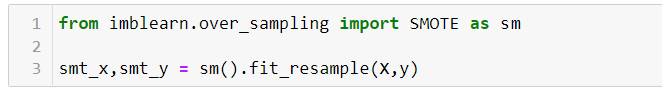 1 from imblearn.over_sampling import SMOTE as sm
2
3 smt_x,smt_y = sm().fit_resample(X,y)